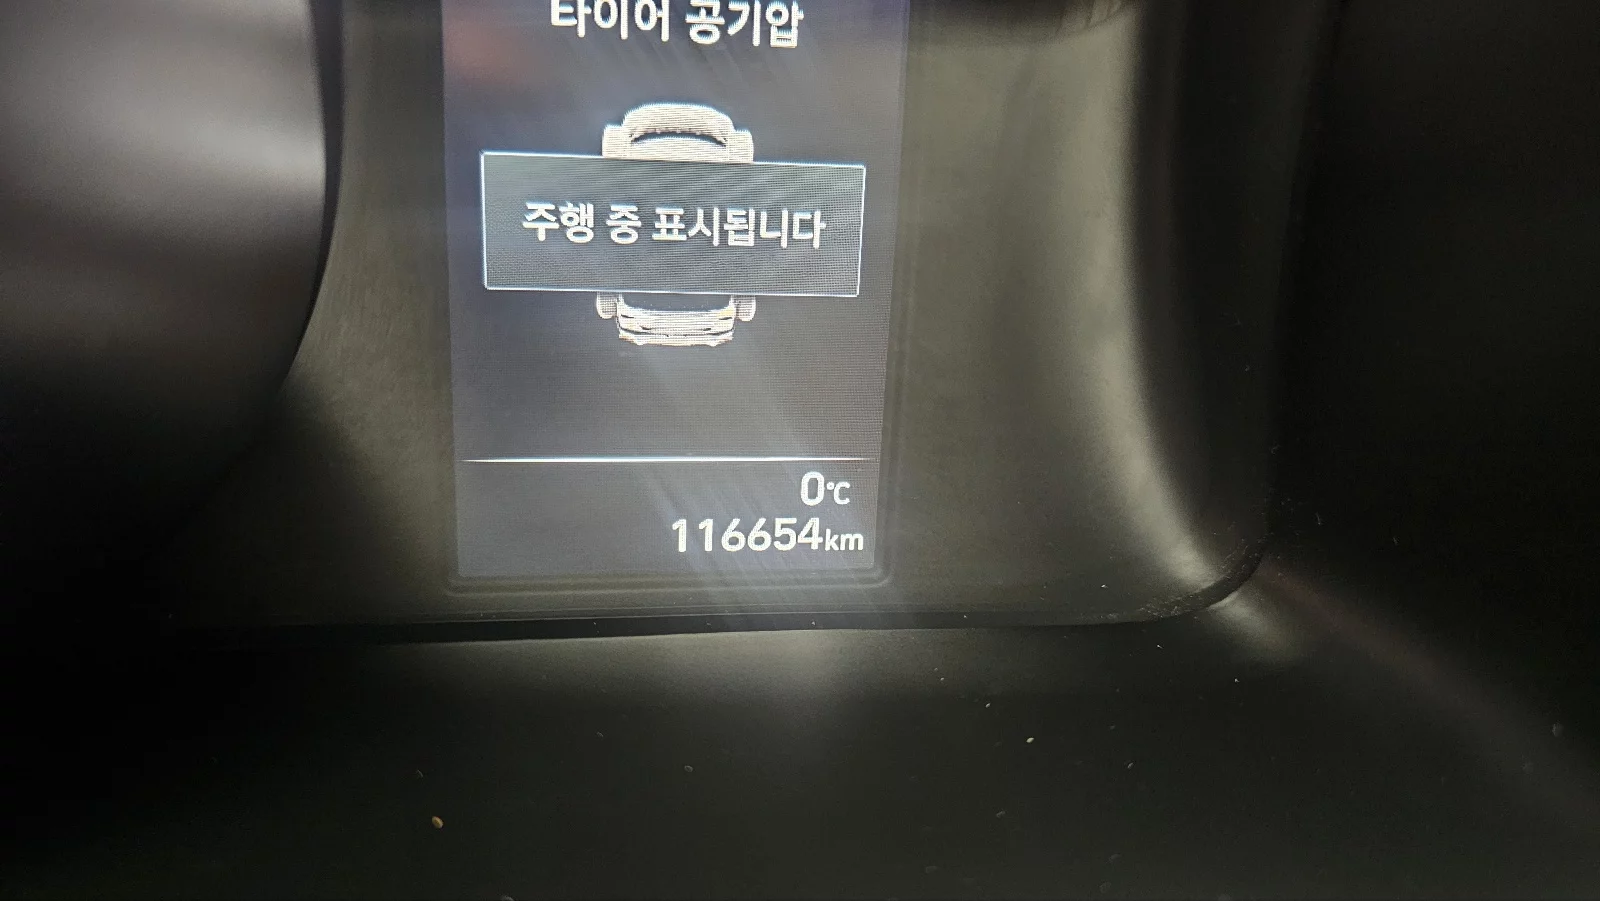 타이어 공기압
주행 중 표시됩니다
0℃
116654km